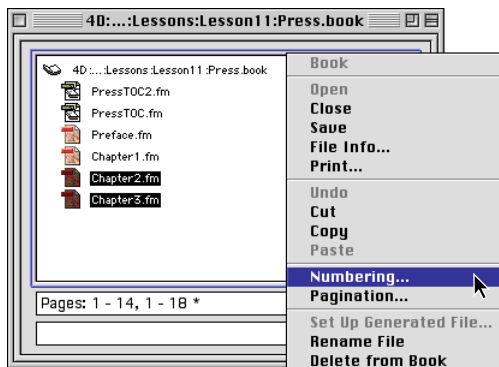 4D:...:Lessons:Lesson11:Press.book
4D:...:Lessons:Lesson11:Press.book
PressTOC2.fm
PressTOC.fm
Preface.fm
Chapter1.fm
Chapter2.fm
Chapter3.fm
Pages: 1 - 14, 1 - 18 *
Book
Open
Close
Save
File Info...
Print...
Undo
Cut
Copy
Paste
Numbering...
Pagination...
Set Up Generated File...
Rename File
Delete from Book